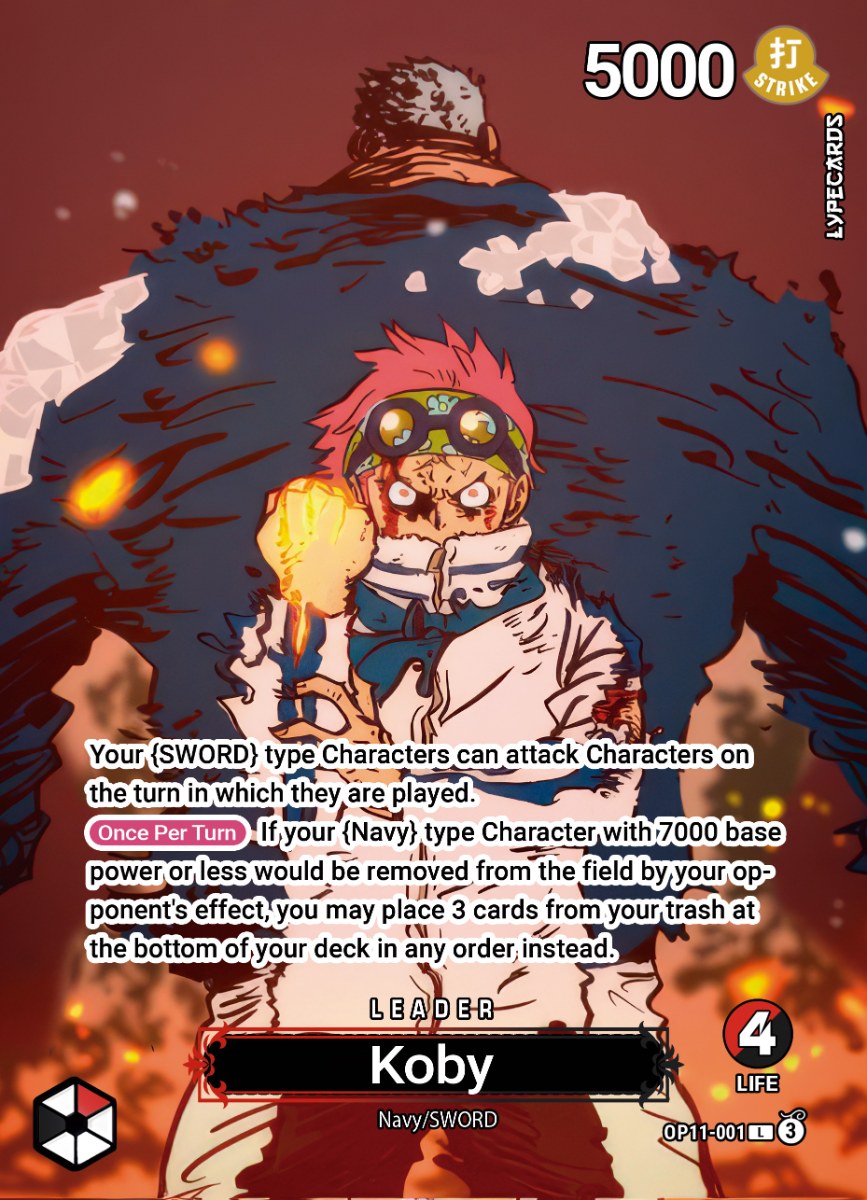 5000
打
STRIKE
LYPECARDS
Your {SWORD} type Characters can attack Characters on
the turn in which they are played.
Once Per Turn If your {Navy} type Character with 7000 base
power or less would be removed from the field by your op-
ponent's effect, you may place 3 cards from your trash at
the bottom of your deck in any order instead.
LEADER
Koby
4
LIFE
Navy/SWORD
OP11-001 L 3